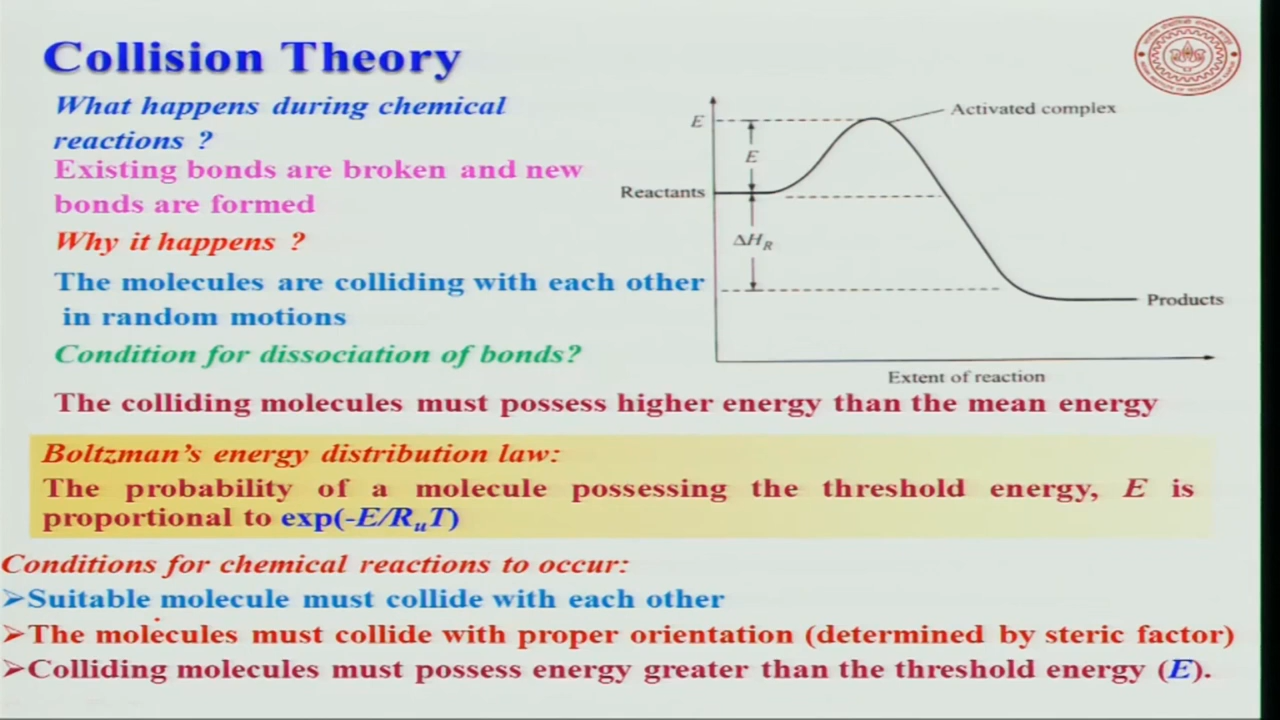 Collision Theory
What happens during chemical
reactions ?
Existing bonds are broken and new
bonds are formed
Why it happens ?
The molecules are colliding with each other
in random motions
Condition for dissociation of bonds?
The colliding molecules must possess higher energy than the mean energy
E
E
Reactants
ΔH_R
Activated complex
Products
Extent of reaction
Boltzman's energy distribution law:
The probability of a molecule possessing the threshold energy, E is
proportional to exp(-E/R_uT)
Conditions for chemical reactions to occur:
➢Suitable molecule must collide with each other
➢The molecules must collide with proper orientation (determined by steric factor)
➢Colliding molecules must possess energy greater than the threshold energy (E).